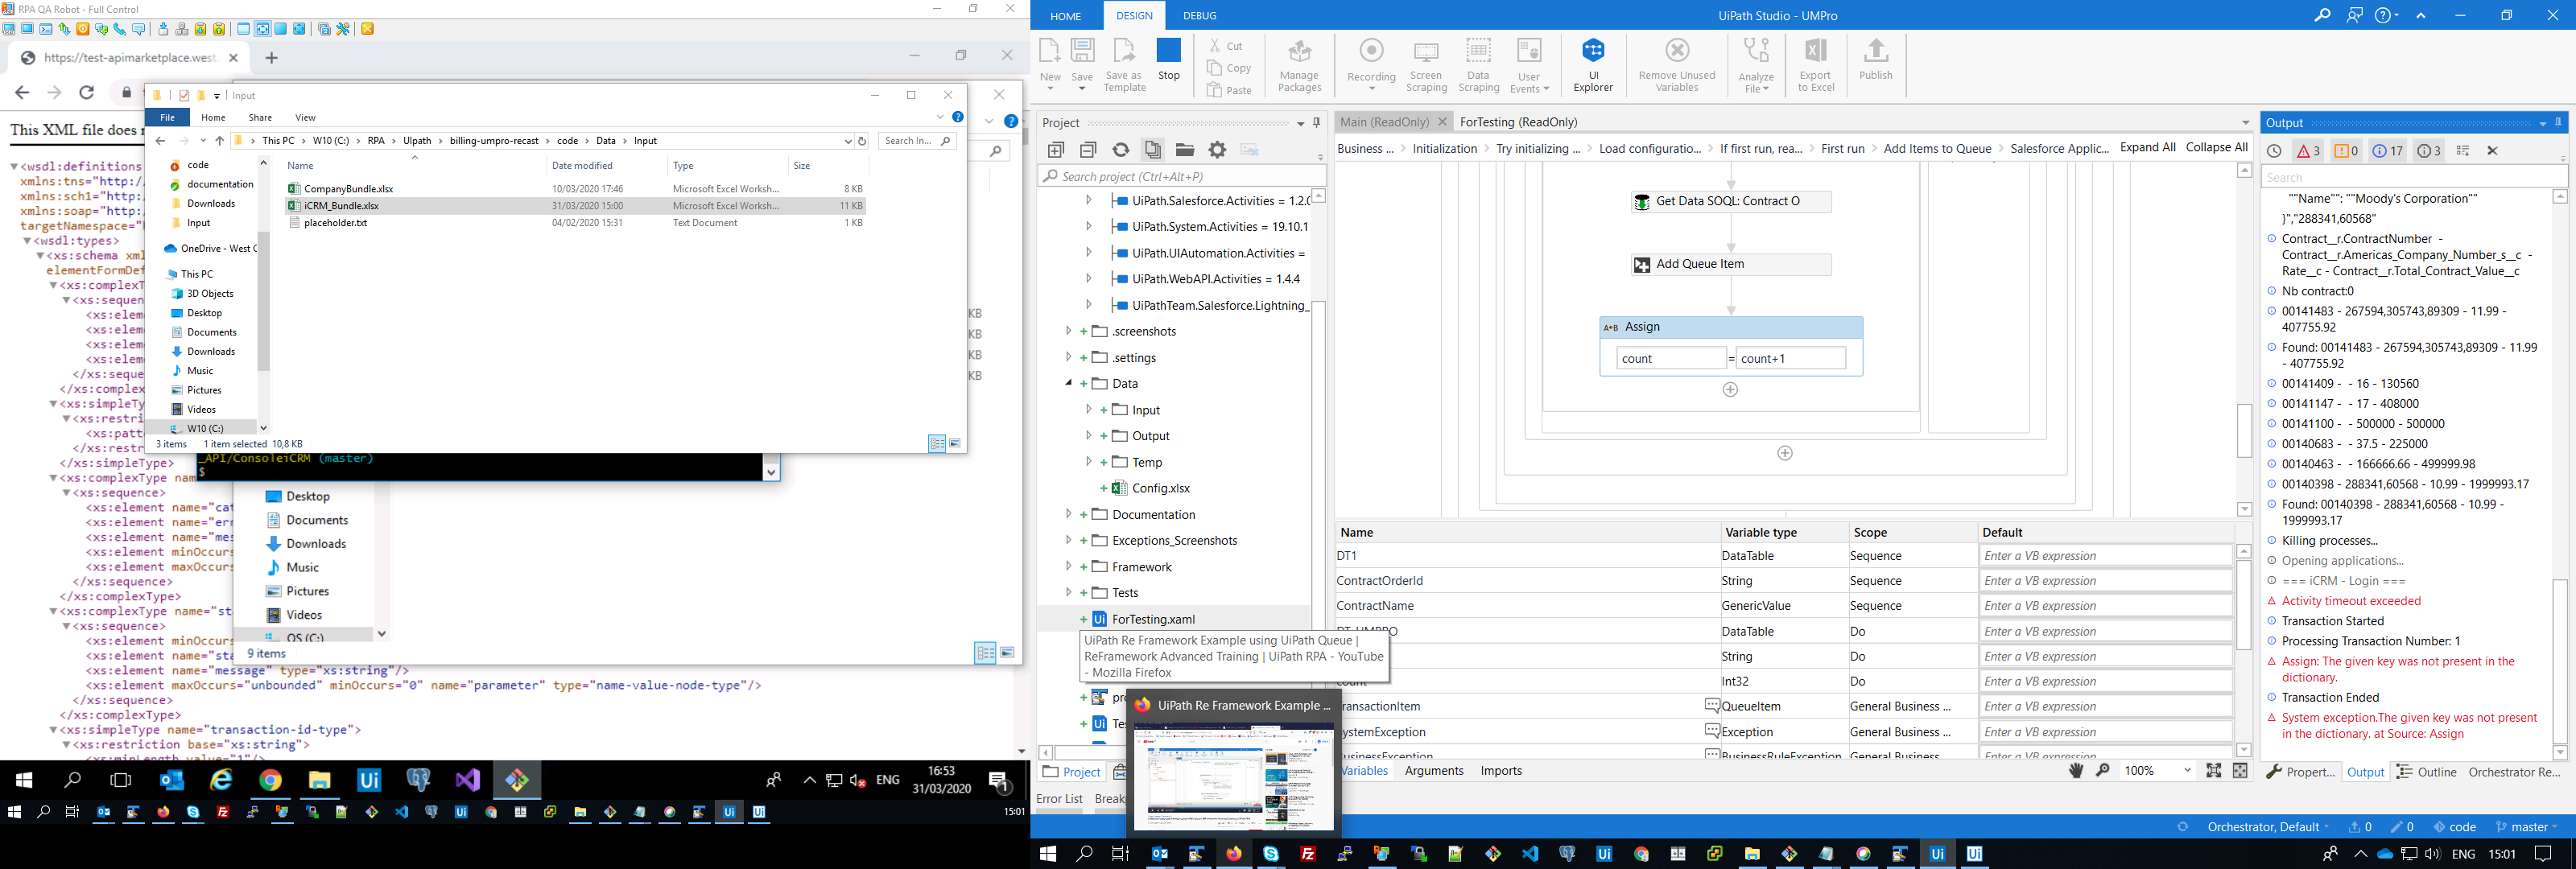 RPA QA Robot - Full Control
https://test-apimarketplace.west.
This XML file does
<wsdl:definitions
xmlns:tns="http:/
xmlns:sch1="http:/
xmlns:soap="http:
targetNamespace="
<wsdl:types>
<xs:schema xml
elementFormDef
<xs:complexT
<xs:sequen
<xs:elem
<xs:elem
<xs:elem
<xs:elem
</xs:seque
</xs:complex
<xs:simpleTy
<xs:restri
<xs:patt
</xs:restr
</xs:simpleType>
<xs:complexType nam
<xs:sequence>
<xs:element name="cat
<xs:element name="err
<xs:element name="mes
<xs:element minOccurs
<xs:element maxOccurs
</xs:sequence>
</xs:complexType>
<xs:complexType name="st
<xs:sequence>
<xs:element minOccurs
<xs:element name="sta
<xs:element name="message" type="xs:string"/>
<xs:element maxOccurs="unbounded" minOccurs="0" name="parameter" type="name-value-node-type"/>
</xs:sequence>
</xs:complexType>
<xs:simpleType name="transaction-id-type">
<xs:restriction base="xs:string">
<xs:minLength value="1"/>
Input
File Home Share View
This PC > W10 (C:) > RPA > UIpath > billing-umpro-recast > code > Data > Input
Search In...
code
documentation
Downloads
Input
OneDrive - West C
This PC
3D Objects
Desktop
Documents
Downloads
Music
Pictures
Videos
W10 (C:)
Name Date modified Type Size
CompanyBundle.xlsx 10/03/2020 17:46 Microsoft Excel Worksh... 8 KB
iCRM_Bundle.xlsx 31/03/2020 15:00 Microsoft Excel Worksh... 11 KB
placeholder.txt 04/02/2020 15:31 Text Document 1 KB
3 items 1 item selected 10,8 KB
KB
KB
KB
KB
_API/ConsoleiCRM (master)
$
Desktop
Documents
Downloads
Music
Pictures
Videos
OS (C:)
9 items
ENG
16:53
31/03/2020
1
15:01
HOME DESIGN DEBUG
UiPath Studio - UMPro
New
Save
Save as Template
Stop
Cut
Copy
Paste
Manage Packages
Recording
Screen Scraping
Data Scraping
User Events
UI Explorer
Remove Unused Variables
Analyze File
Export to Excel
Publish
Project
Search project (Ctrl+Alt+P)
UiPath.Salesforce.Activities = 1.2.0
UiPath.System.Activities = 19.10.1
UiPath.UIAutomation.Activities =
UiPath.WebAPI.Activities = 1.4.4
UiPathTeam.Salesforce.Lightning_
.screenshots
.settings
Data
Input
Output
Temp
Config.xlsx
Documentation
Exceptions_Screenshots
Framework
Tests
ForTesting.xaml
UiPath Re Framework Example using UiPath Queue |
ReFramework Advanced Training | UiPath RPA - YouTube
- Mozilla Firefox
pro
Tes
UiPath Re Framework Example ...
Project
Error List Break
Main (ReadOnly) ForTesting (ReadOnly)
Business ... > Initialization > Try initializing ... > Load configuratio... > If first run, rea... > First run > Add Items to Queue > Salesforce Applic...
Expand All Collapse All
Get Data SOQL: Contract O
Add Queue Item
A+B Assign
count = count+1
Name Variable type Scope Default
DT1 DataTable Sequence Enter a VB expression
ContractOrderId String Sequence Enter a VB expression
ContractName GenericValue Sequence Enter a VB expression
DT_UMPRO DataTable Do Enter a VB expression
String Do Enter a VB expression
count Int32 Do Enter a VB expression
TransactionItem QueueItem General Business ... Enter a VB expression
SystemException Exception General Business ... Enter a VB expression
BusinessException BusinessRuleException General Business Enter a VB expression
Variables Arguments Imports
100%
Output
3 0 17 3
Search
""Name"": ""Moody's Corporation""
}","288341,60568"
Contract__r.ContractNumber -
Contract__r.Americas_Company_Number_s__c -
Rate__c - Contract__r.Total_Contract_Value__c
Nb contract:0
00141483 - 267594,305743,89309 - 11.99 -
407755.92
Found: 00141483 - 267594,305743,89309 - 11.99
- 407755.92
00141409 - - 16 - 130560
00141147 - - 17 - 408000
00141100 - - 500000 - 500000
00140683 - - 37.5 - 225000
00140463 - - 166666.66 - 499999.98
00140398 - 288341,60568 - 10.99 - 1999993.17
Found: 00140398 - 288341,60568 - 10.99 -
1999993.17
Killing processes...
Opening applications...
=== iCRM - Login ===
Activity timeout exceeded
Transaction Started
Processing Transaction Number: 1
Assign: The given key was not present in the
dictionary.
Transaction Ended
System exception.The given key was not present
in the dictionary. at Source: Assign
Propert... Output Outline Orchestrator Re...
Orchestrator, Default 0 0 code master
ENG 15:01